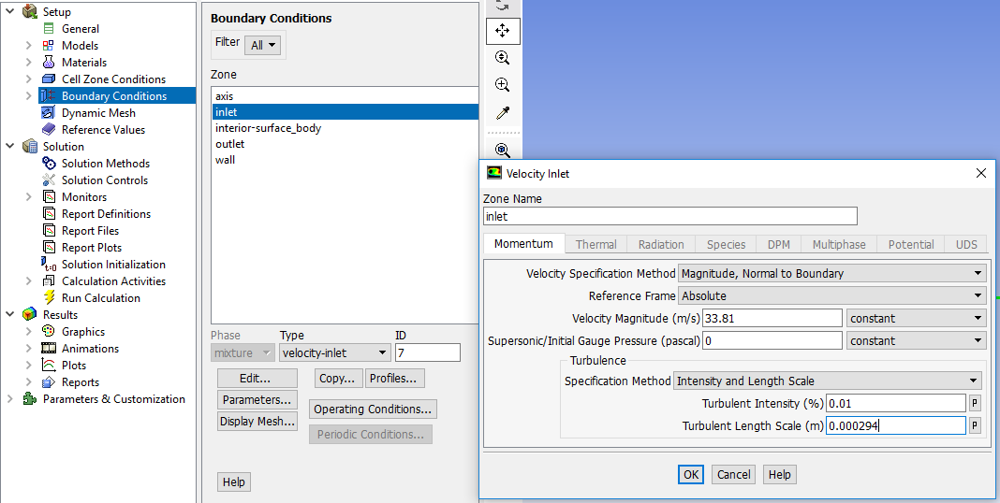 Setup
General
Models
Materials
Cell Zone Conditions
Boundary Conditions
Dynamic Mesh
Reference Values
Solution
Solution Methods
Solution Controls
Monitors
Report Definitions
Report Files
Report Plots
t=0 Solution Initialization
Calculation Activities
Run Calculation
Results
Graphics
Animations
Plots
Reports
Parameters & Customization
Boundary Conditions
Filter All
Zone
axis
inlet
interior-surface_body
outlet
wall
Phase Type ID
mixture velocity-inlet 7
Edit... Copy... Profiles...
Parameters... Operating Conditions...
Display Mesh... Periodic Conditions...
Help
Velocity Inlet
Zone Name
inlet
Momentum Thermal Radiation Species DPM Multiphase Potential UDS
Velocity Specification Method Magnitude, Normal to Boundary
Reference Frame Absolute
Velocity Magnitude (m/s) 33.81 constant
Supersonic/Initial Gauge Pressure (pascal) 0 constant
Turbulence
Specification Method Intensity and Length Scale
Turbulent Intensity (%) 0.01 P
Turbulent Length Scale (m) 0.000294 P
OK Cancel Help